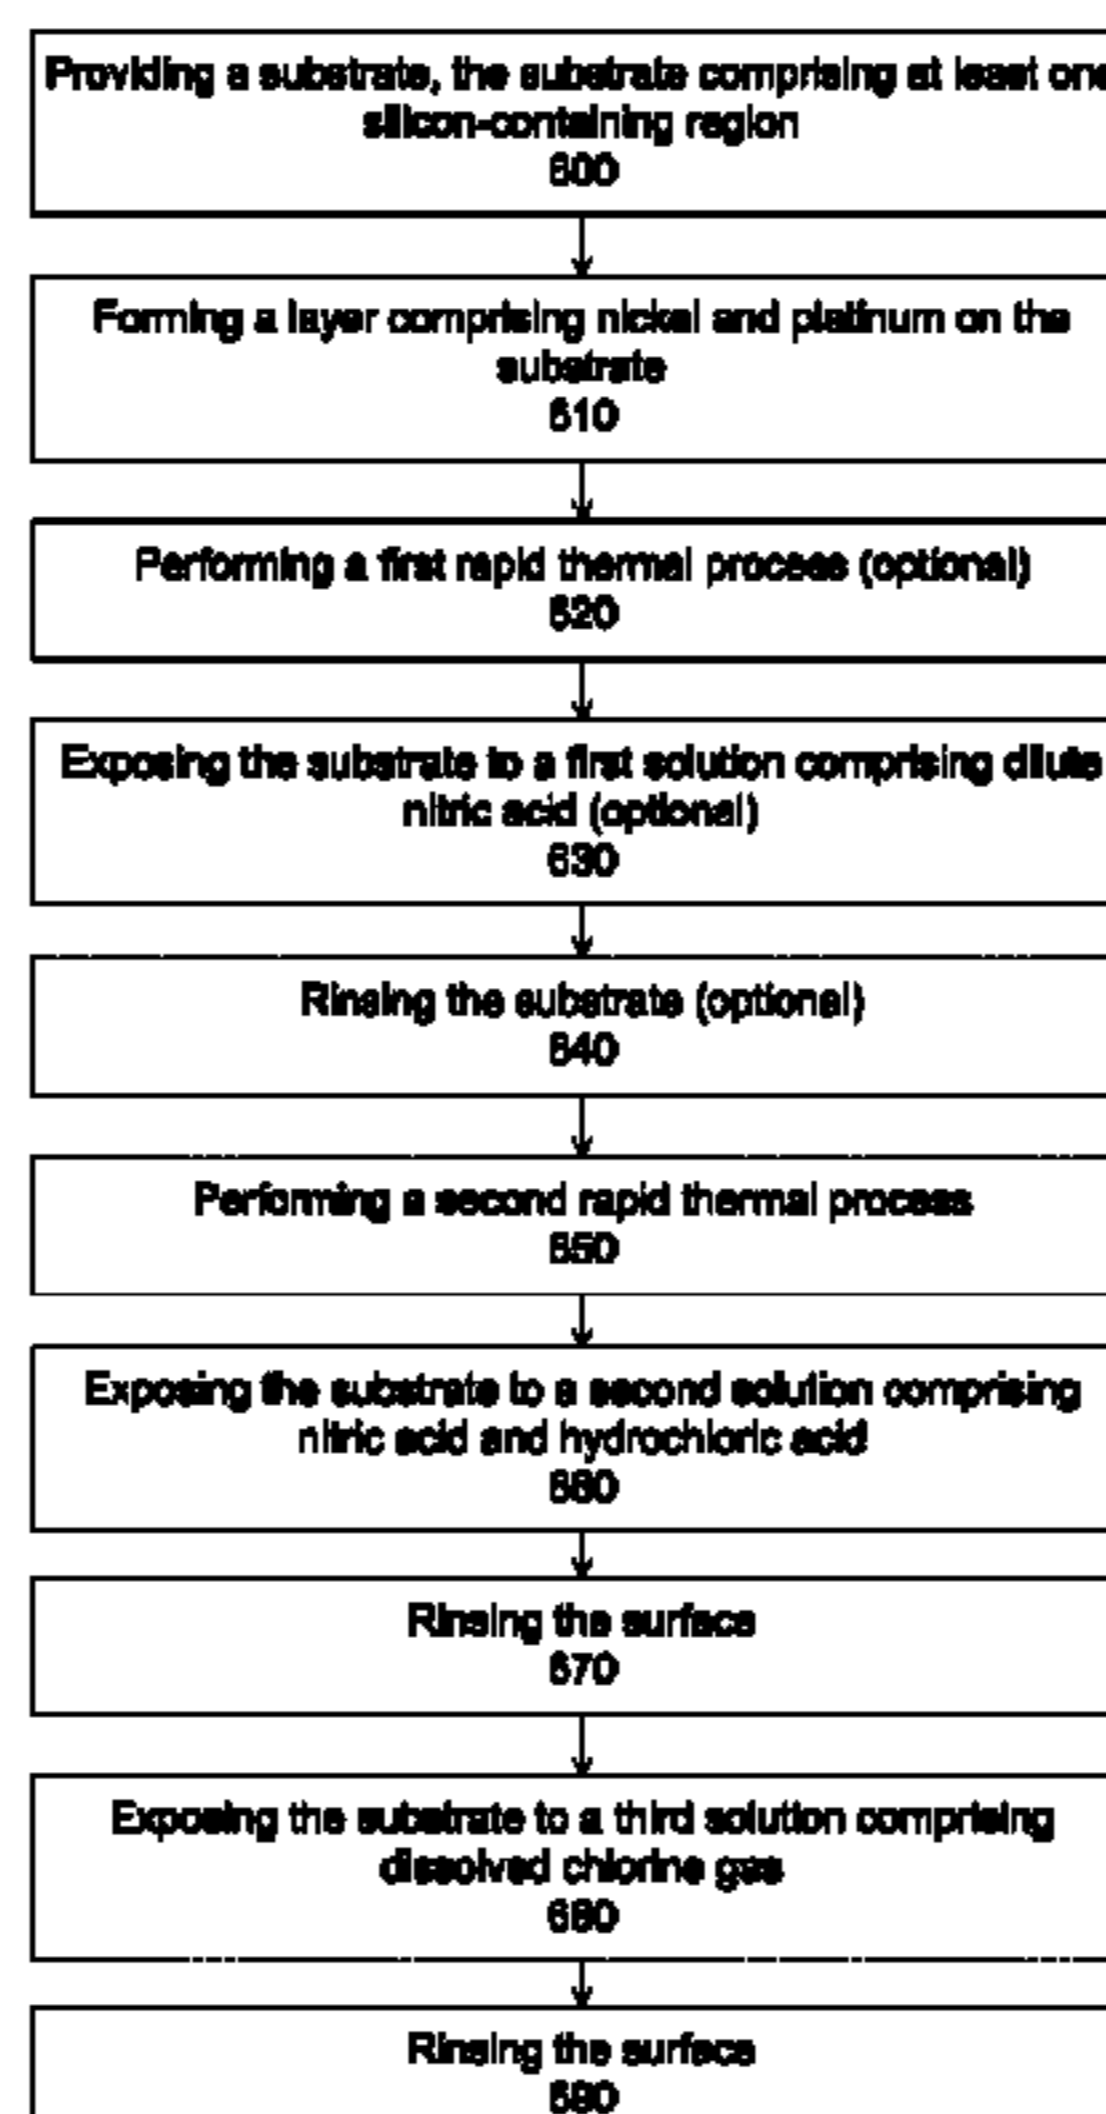 Providing a substrate, the substrate comprising at least one
silicon-containing region
600
Forming a layer comprising nickel and platinum on the
substrate
610
Performing a first rapid thermal process (optional)
620
Exposing the substrate to a first solution comprising dilute
nitric acid (optional)
630
Rinsing the substrate (optional)
640
Performing a second rapid thermal process
650
Exposing the substrate to a second solution comprising
nitric acid and hydrochloric acid
660
Rinsing the surface
670
Exposing the substrate to a third solution comprising
dissolved chlorine gas
680
Rinsing the surface
690